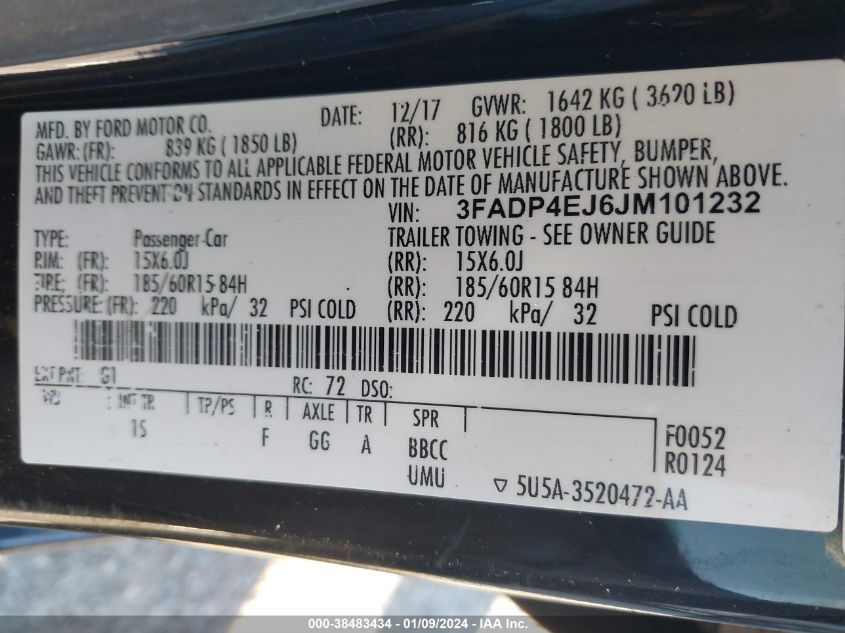 MFD. BY FORD MOTOR CO. DATE: 12/17 GVWR: 1642 KG ( 3620 LB)
GAWR:(FR): 839 KG ( 1850 LB) (RR): 816 KG ( 1800 LB)
THIS VEHICLE CONFORMS TO ALL APPLICABLE FEDERAL MOTOR VEHICLE SAFETY, BUMPER,
AND THEFT PREVENTION STANDARDS IN EFFECT ON THE DATE OF MANUFACTURE SHOWN ABOVE.
VIN: 3FADP4EJ6JM101232
TYPE: Passenger Car TRAILER TOWING - SEE OWNER GUIDE
RIM: (FR): 15X6.0J (RR): 15X6.0J
TIRE: (FR): 185/60R15 84H (RR): 185/60R15 84H
PRESSURE: (FR): 220 kPa/ 32 PSI COLD (RR): 220 kPa/ 32 PSI COLD
EXT PNT: G1 RC: 72 DSO:
WB INT TR TP/PS R AXLE TR SPR
15 F GG A BBCC F0052
UMU R0124
▽ 5U5A-3520472-AA
000-38483434 - 01/09/2024 - IAA Inc.